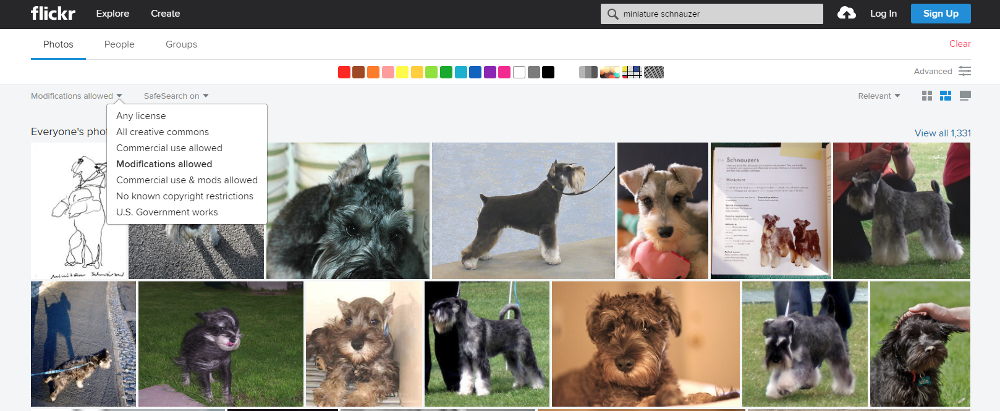 flickr Explore Create miniature schnauzer Log In Sign Up
Photos People Groups Clear
Advanced
Modifications allowed SafeSearch on Relevant
Any license
All creative commons
Commercial use allowed
Modifications allowed
Commercial use & mods allowed
No known copyright restrictions
U.S. Government works
Everyone's pho
View all 1,331
Schnauzers
Miniature